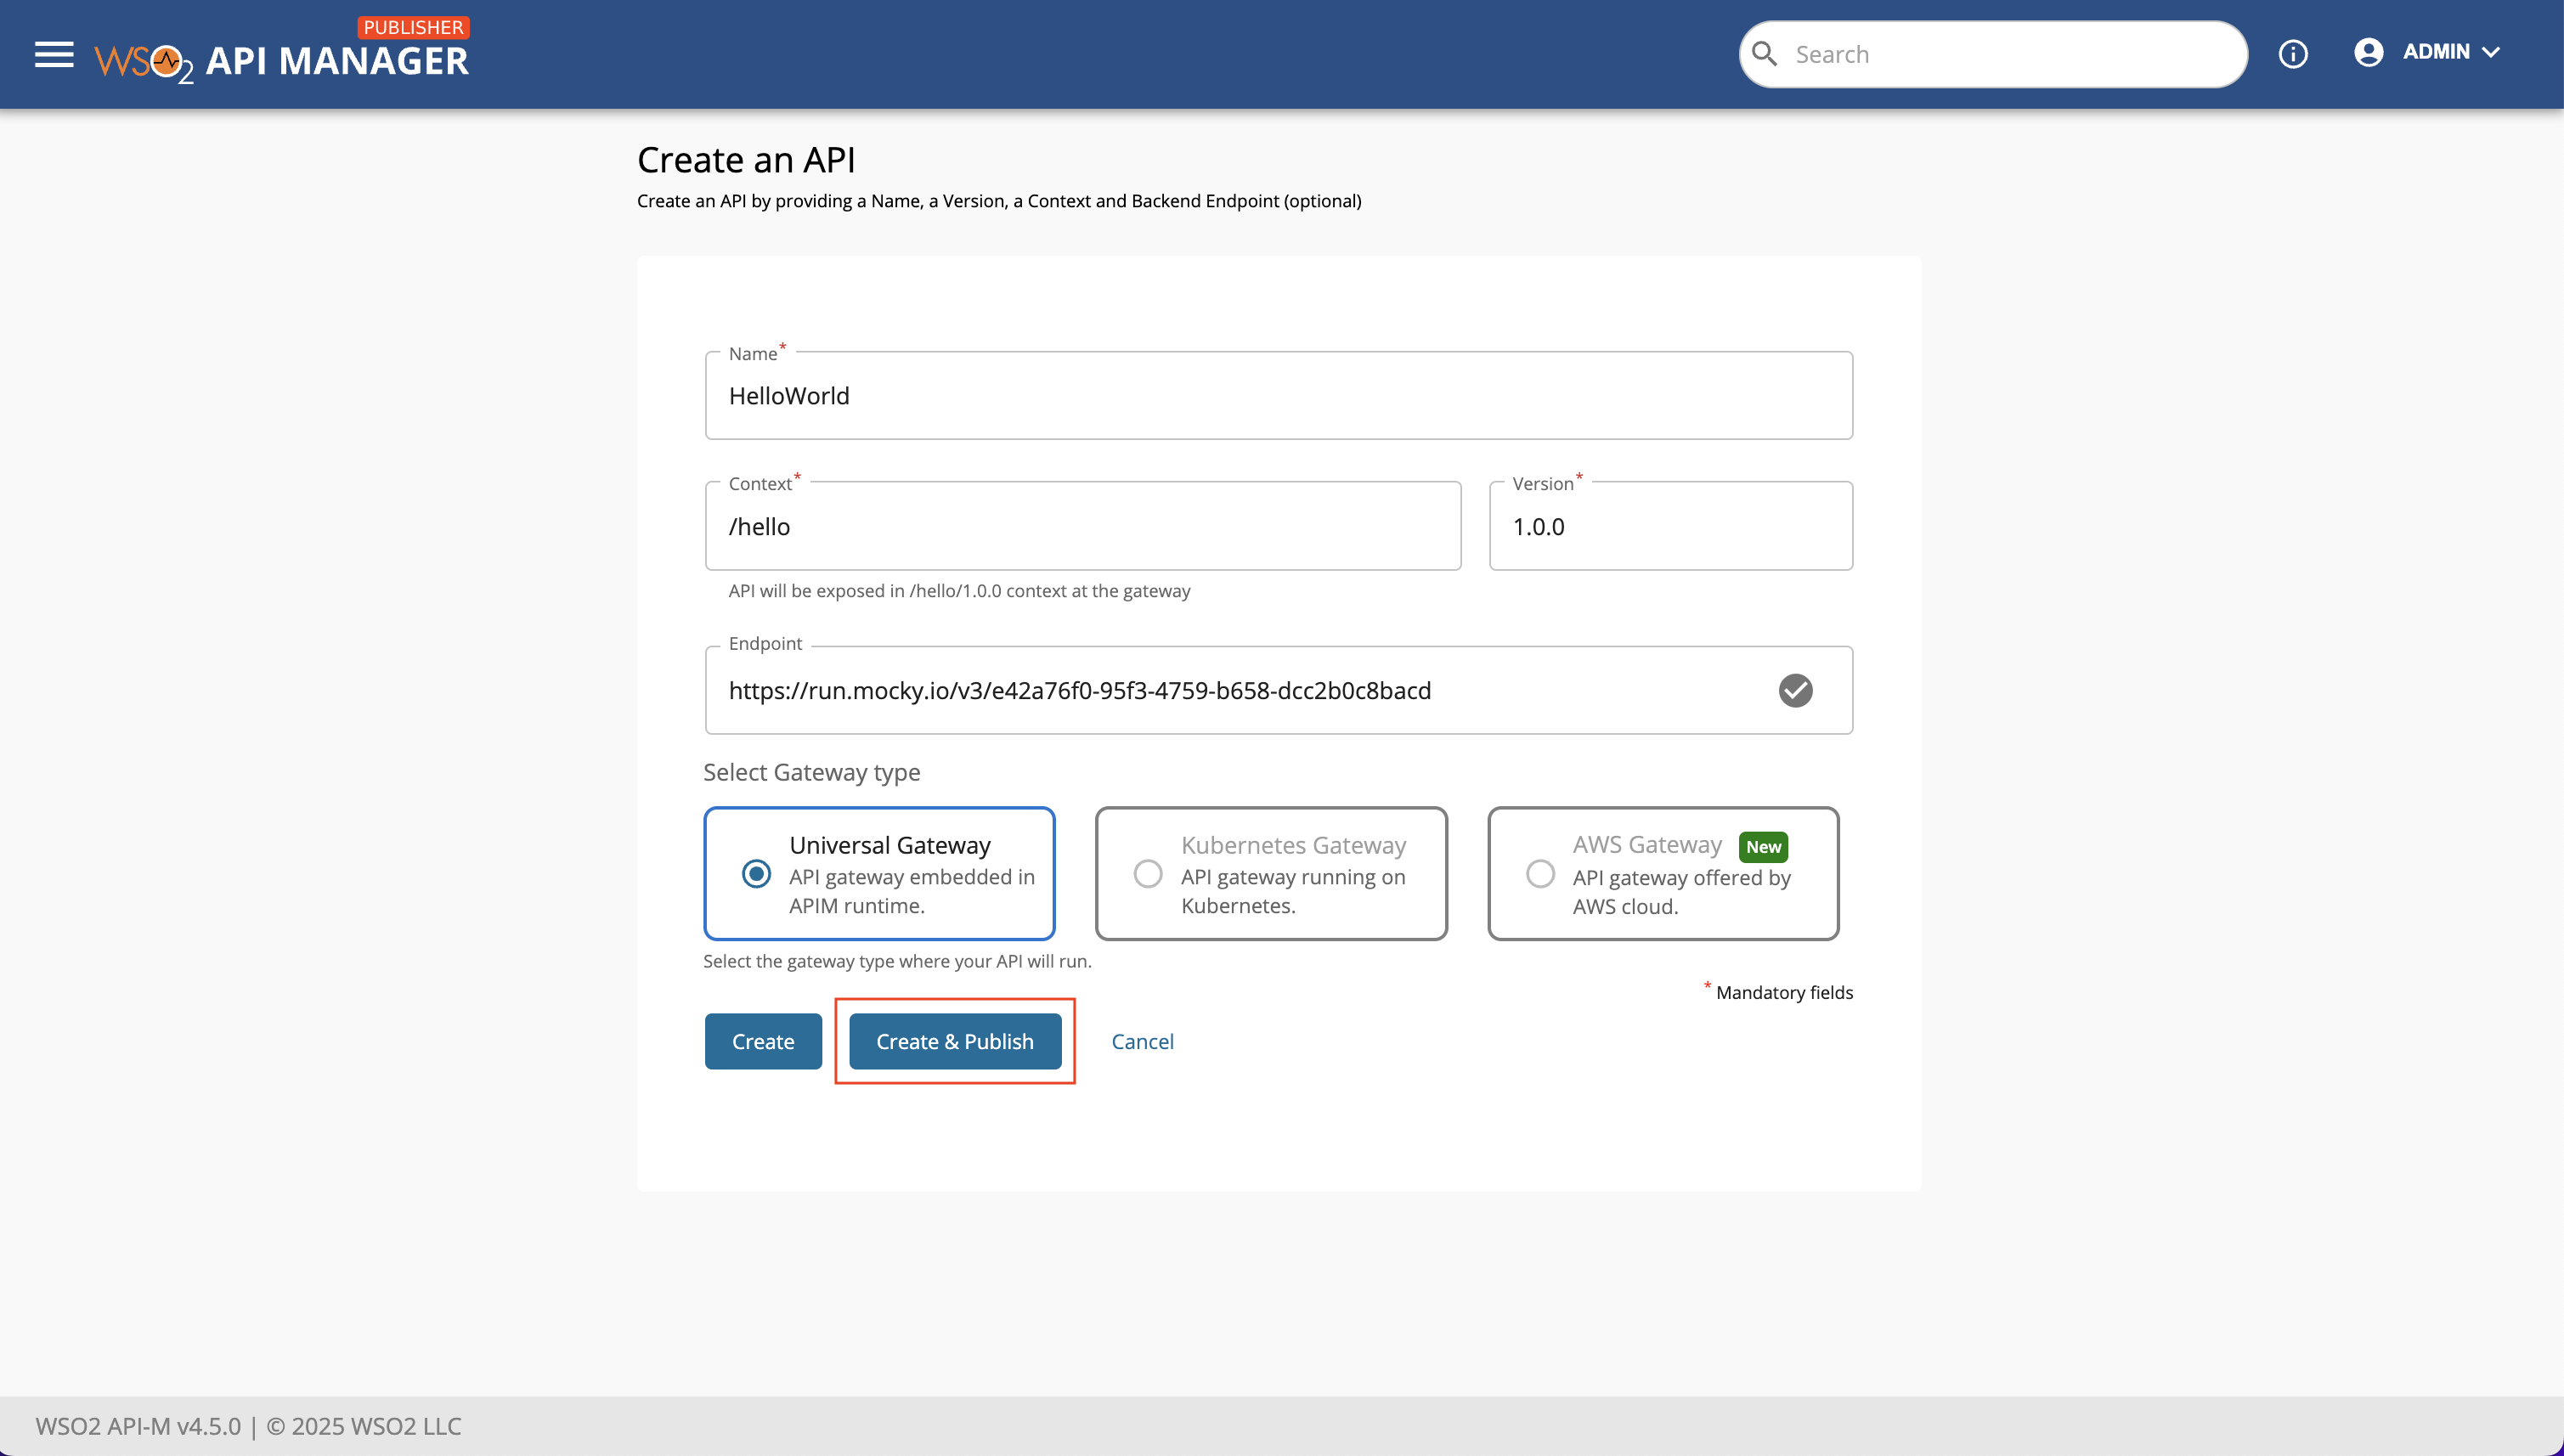 PUBLISHER
WSO2 API MANAGER
Search
ADMIN
Create an API
Create an API by providing a Name, a Version, a Context and Backend Endpoint (optional)
Name*
HelloWorld
Context*
Version*
/hello
1.0.0
API will be exposed in /hello/1.0.0 context at the gateway
Endpoint
https://run.mocky.io/v3/e42a76f0-95f3-4759-b658-dcc2b0c8bacd
Select Gateway type
Universal Gateway
API gateway embedded in
APIM runtime.
Kubernetes Gateway
API gateway running on
Kubernetes.
AWS Gateway New
API gateway offered by
AWS cloud.
Select the gateway type where your API will run.
* Mandatory fields
Create
Create & Publish
Cancel
WSO2 API-M v4.5.0 | © 2025 WSO2 LLC